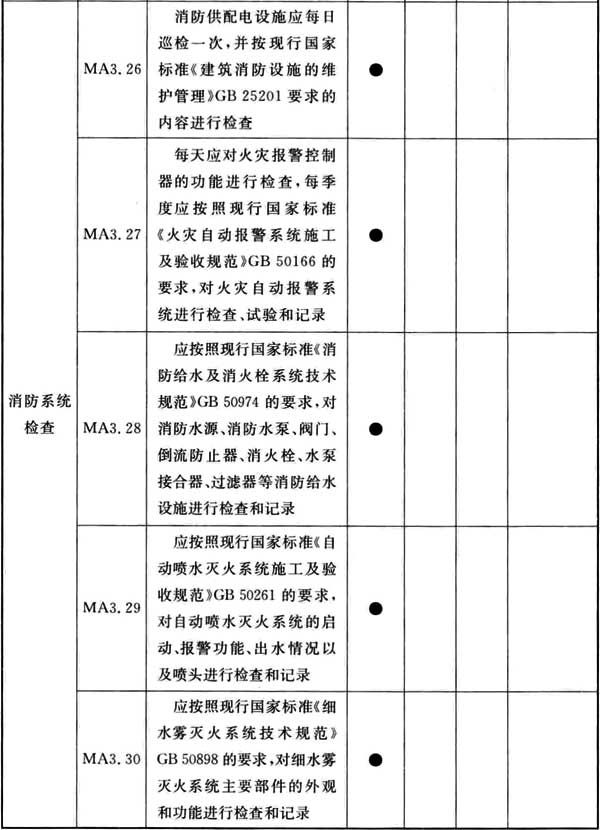 消防供配电设施应每日
巡检一次,并按现行国家
MA3.26
标准《建筑消防设施的维
护管理》GB 25201 要求的
内容进行检查
●
每天应对火灾报警控制
器的功能进行检查,每季
度应按照现行国家标准
MA3.27
《火灾自动报警系统施工
及验收规范》GB 50166 的
要求,对火灾自动报警系
统进行检查、试验和记录
●
消防系统
检查
应按照现行国家标准《消
防给水及消火栓系统技术
规范》GB 50974 的要求,对
MA3.28
消防水源、消防水泵、阀门、
倒流防止器、消火栓、水泵
接合器、过滤器等消防给水
设施进行检查和记录
●
应按照现行国家标准《自
动喷水灭火系统施工及验
收规范》GB 50261 的要求,
MA3.29
对自动喷水灭火系统的启
动、报警功能、出水情况以
及喷头进行检查和记录
●
应按照现行国家标准《细
水雾灭火系统技术规范》
MA3.30
GB 50898 的要求,对细水雾
灭火系统主要部件的外观
和功能进行检查和记录
●